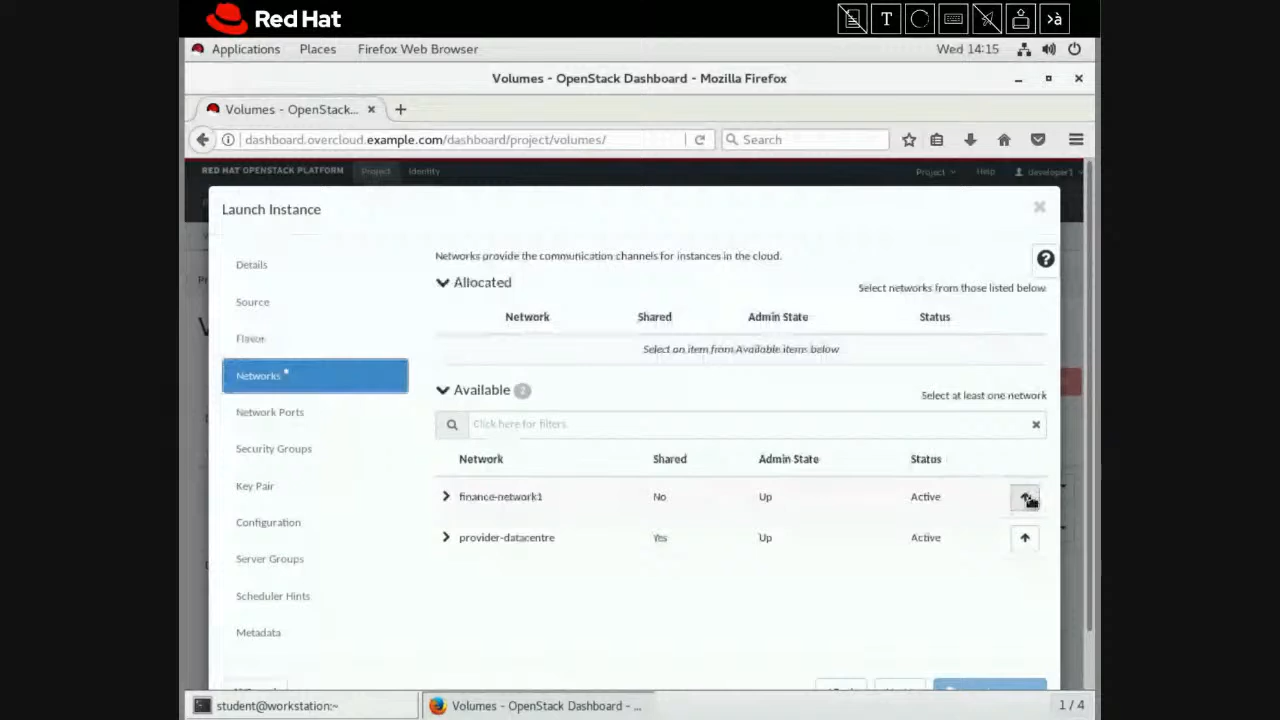 Red Hat
T
›à
Applications Places Firefox Web Browser Wed 14:15
Volumes - OpenStack Dashboard - Mozilla Firefox
Volumes - OpenStack...
dashboard.overcloud.example.com/dashboard/project/volumes/ Search
RED HAT OPENSTACK PLATFORM Project Identity Project Help developer1
Launch Instance
Details
Source
Flavor
Networks *
Network Ports
Security Groups
Key Pair
Configuration
Server Groups
Scheduler Hints
Metadata
Networks provide the communication channels for instances in the cloud.
Allocated
Select networks from those listed below.
Network Shared Admin State Status
Select an item from Available items below
Available 2
Select at least one network
Click here for filters.
Network Shared Admin State Status
finance-network1 No Up Active
provider-datacentre Yes Up Active
student@workstation:~ Volumes - OpenStack Dashboard - ... 1 / 4